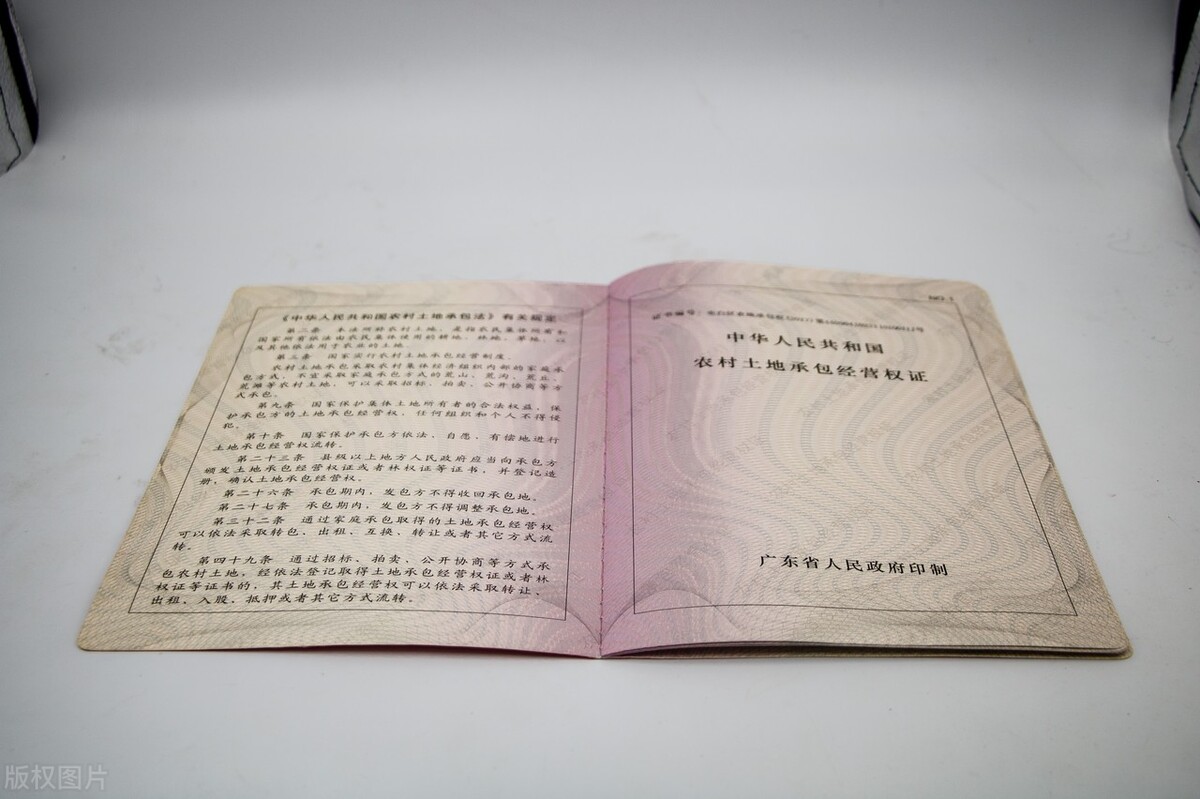 《中华人民共和国农村土地承包法》有关规定
第二条 本法所称农村土地，是指农民集体所有和
国家所有依法由农民集体使用的耕地、林地、草地，以
及其他依法用于农业的土地。
第三条 国家实行农村土地承包经营制度。
农村土地承包采取农村集体经济组织内部的家庭承
包方式，不宜采取家庭承包方式的荒山、荒沟、荒丘、
荒滩等农村土地，可以采取招标、拍卖、公开协商等方
式承包。
第九条 国家保护集体土地所有者的合法权益，保
护承包方的土地承包经营权，任何组织和个人不得侵
犯。
第十条 国家保护承包方依法、自愿、有偿地进行
土地承包经营权流转。
第二十三条 县级以上地方人民政府应当向承包方
颁发土地承包经营权证或者林权证等证书，并登记造
册，确认土地承包经营权。
第二十六条 承包期内，发包方不得收回承包地。
第二十七条 承包期内，发包方不得调整承包地。
第三十二条 通过家庭承包取得的土地承包经营权
可以依法采取转包、出租、互换、转让或者其它方式流
转。
第四十九条 通过招标、拍卖、公开协商等方式承
包农村土地，经依法登记取得土地承包经营权证或者林
权证等证书的，其土地承包经营权可以依法采取转让、
出租、入股、抵押或者其它方式流转。
NO·1
证书编号：
中华人民共和国
农村土地承包经营权证
广东省人民政府印制
版权图片